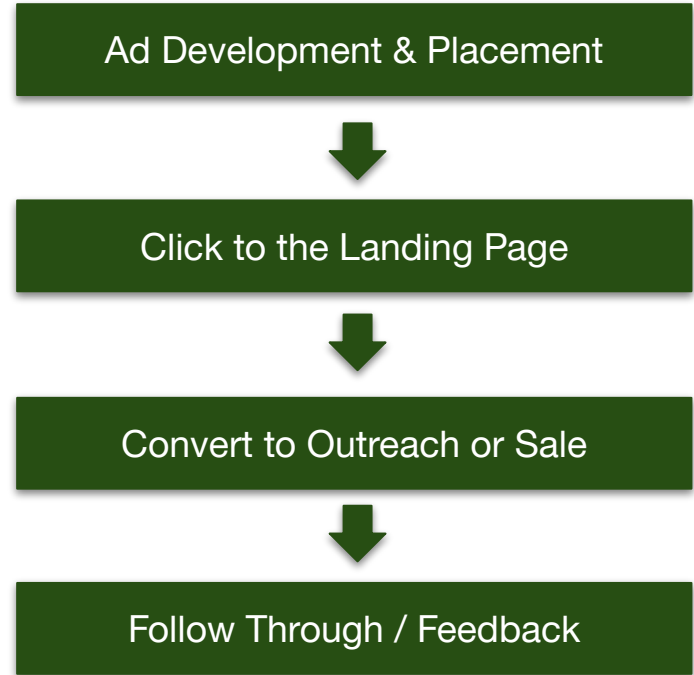 Ad Development & Placement
Click to the Landing Page
Convert to Outreach or Sale
Follow Through / Feedback